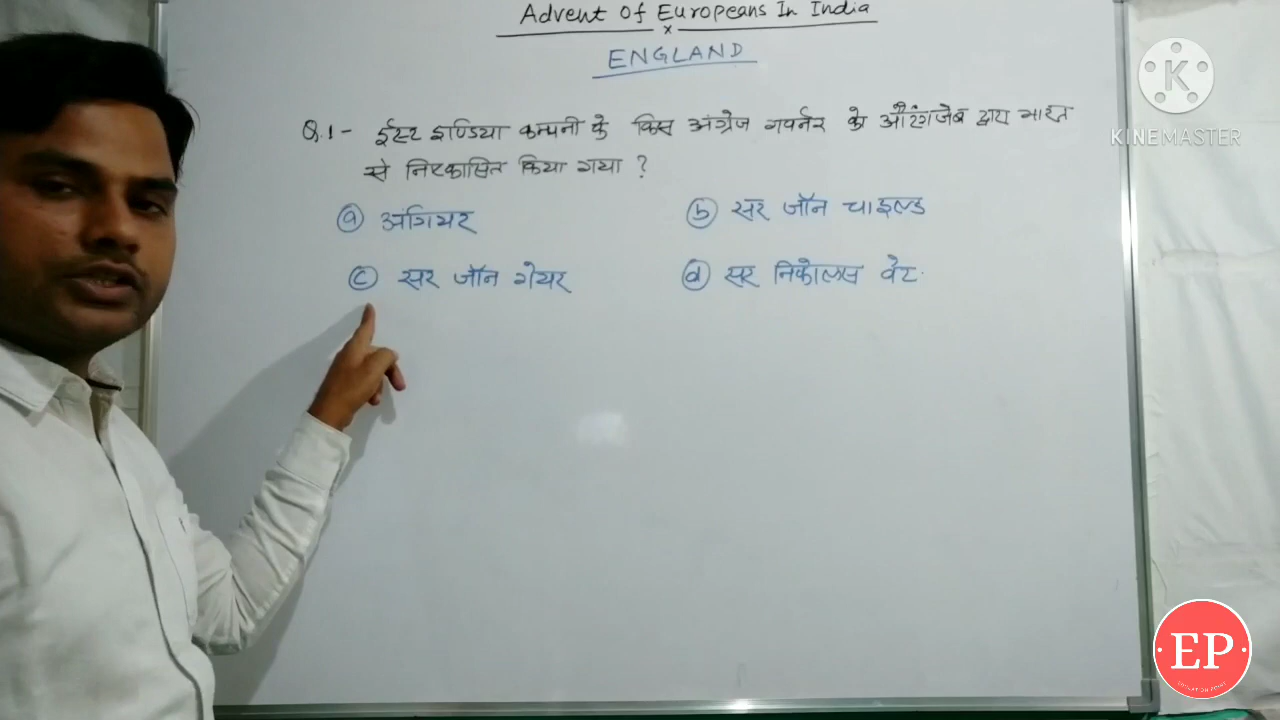 Advent Of Europeans In India
x
ENGLAND
Q.1- ईस्ट इण्डिया कम्पनी के किस अंग्रेज गवर्नर को औरंगजेब द्वारा भारत
से निष्कासित किया गया ?
(a) अंगियर
(b) सर जॉन चाइल्ड
(c) सर जॉन गेयर
(d) सर निकोलस वेट
K
KINEMASTER
EP